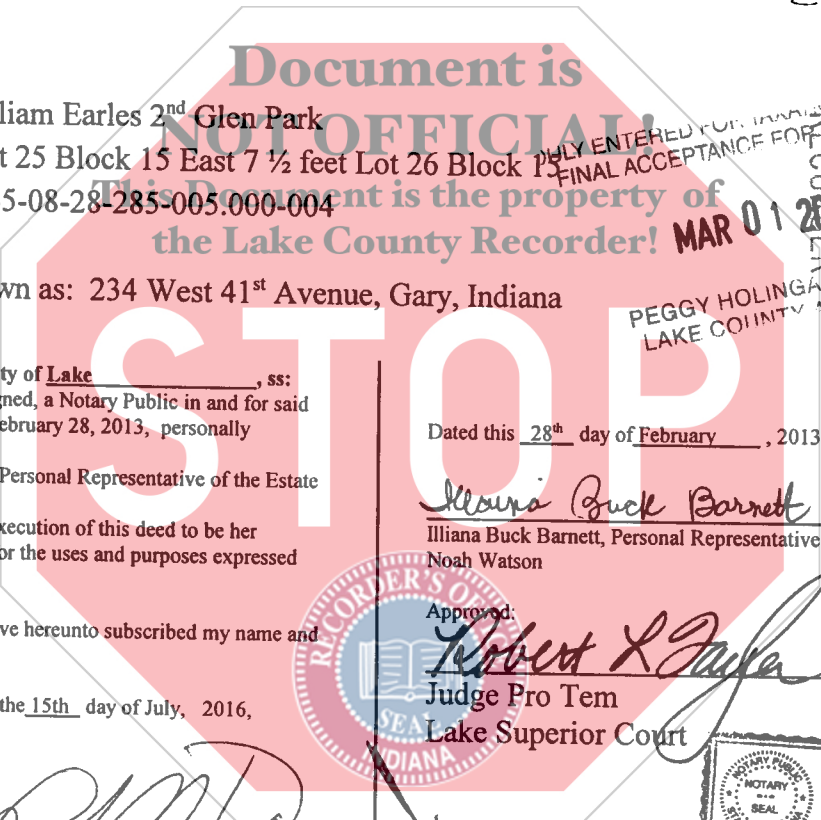 Document is
NOT OFFICIAL!
This Document is the property of
the Lake County Recorder!
STOP
liam Earles 2nd Glen Park
t 25 Block 15 East 7 ½ feet Lot 26 Block 15
5-08-28-285-005.000-004
wn as: 234 West 41st Avenue, Gary, Indiana
DULY ENTERED FOR TAXA
FINAL ACCEPTANCE FOR
MAR 01 20
PEGGY HOLINGA
LAKE COUNTY
ty of Lake, ss:
gned, a Notary Public in and for said
ebruary 28, 2013, personally
Personal Representative of the Estate
xecution of this deed to be her
or the uses and purposes expressed
ve hereunto subscribed my name and
the 15th day of July, 2016,
Dated this 28th day of February, 2013
Illiana Buck Barnett
Illiana Buck Barnett, Personal Representative
Noah Watson
Approved:
Robert L
Judge Pro Tem
Lake Superior Court
RECORDER'S OF
SEAL
INDIANA
NOTARY PUBLIC
NOTARY
SEAL